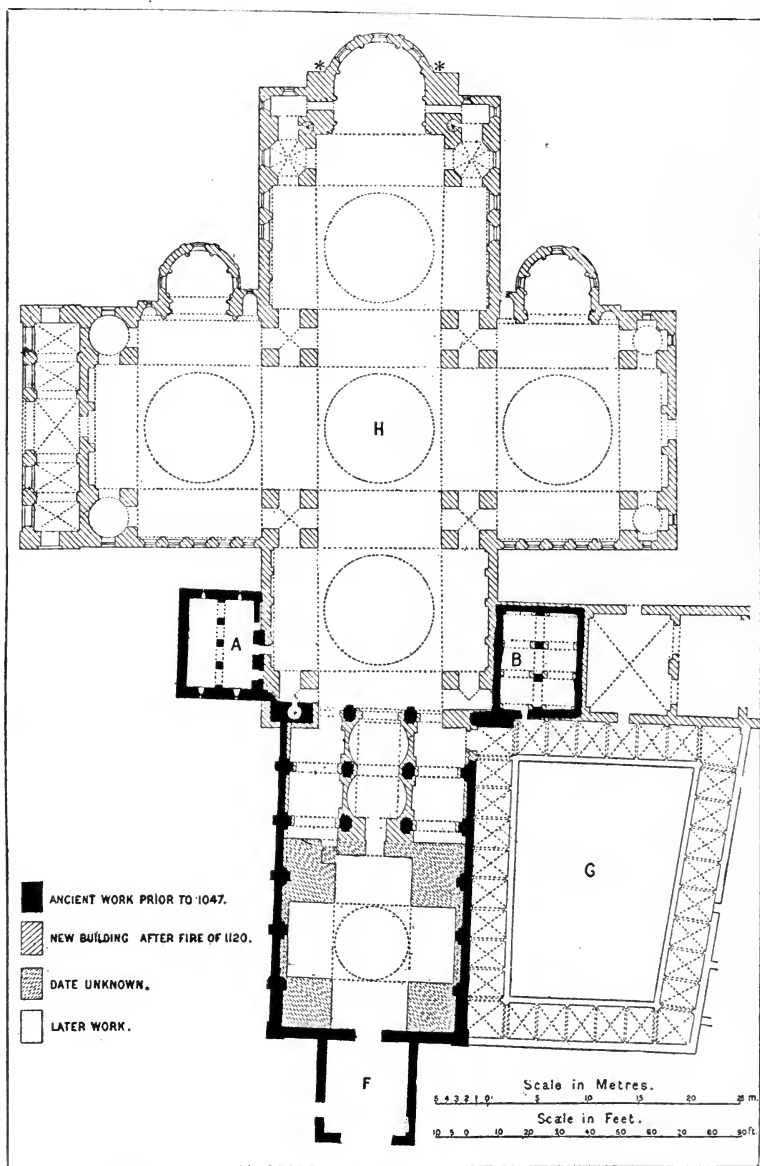 * *
H
A
B
G
ANCIENT WORK PRIOR TO 1047.
NEW BUILDING AFTER FIRE OF 1120.
DATE UNKNOWN.
LATER WORK.
F
Scale in Metres.
5 4 3 2 1 0 5 10 15 20 25 m.
Scale in Feet.
10 5 0 10 20 30 40 50 60 70 80 90 ft.